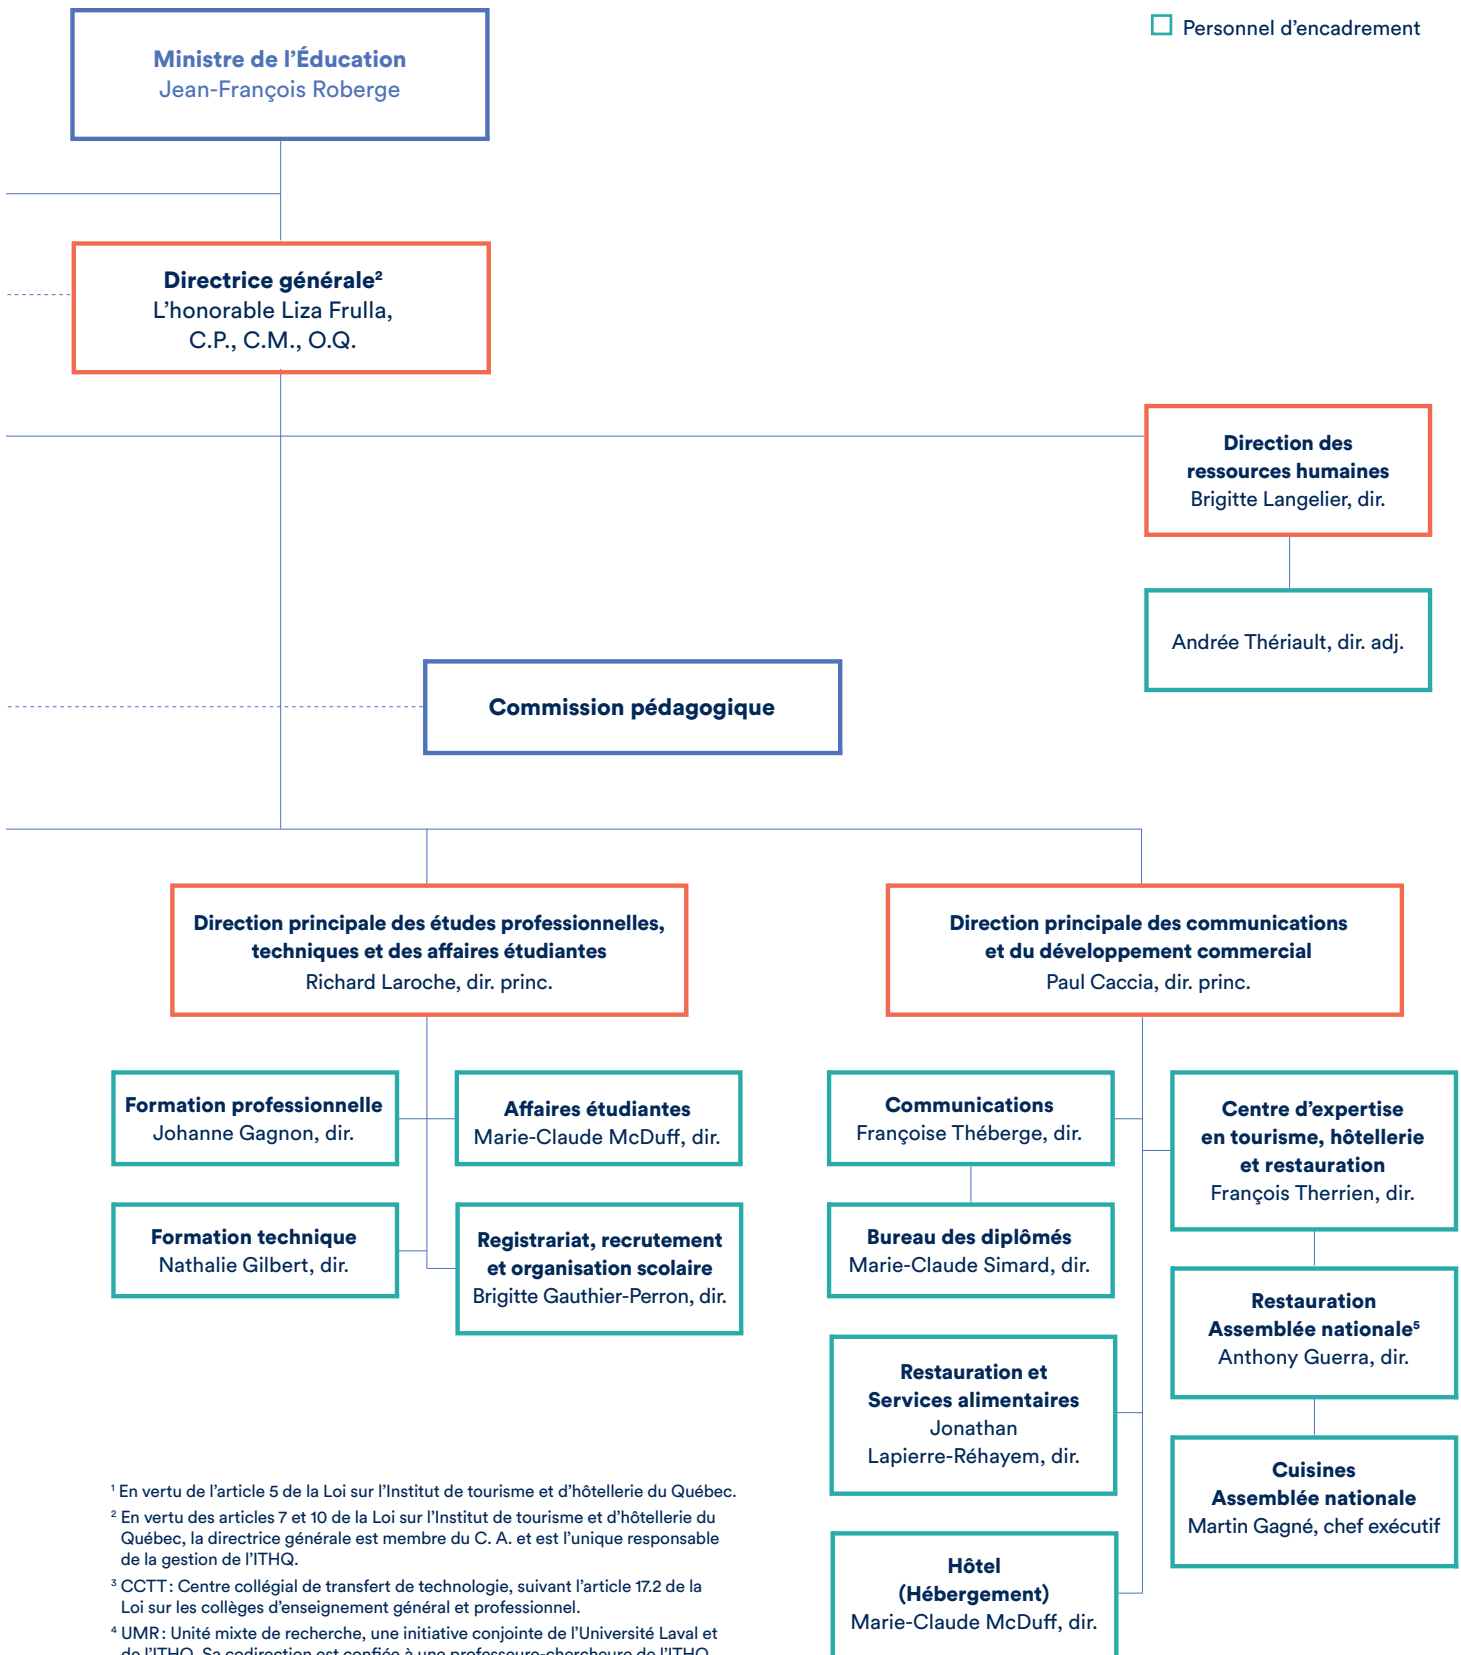 Ministre de l'Éducation
Jean-François Roberge
Personnel d'encadrement
Directrice générale²
L'honorable Liza Frulla,
C.P., C.M., O.Q.
Direction des
ressources humaines
Brigitte Langelier, dir.
Andrée Thériault, dir. adj.
Commission pédagogique
Direction principale des études professionnelles,
techniques et des affaires étudiantes
Richard Laroche, dir. princ.
Direction principale des communications
et du développement commercial
Paul Caccia, dir. princ.
Formation professionnelle
Johanne Gagnon, dir.
Affaires étudiantes
Marie-Claude McDuff, dir.
Formation technique
Nathalie Gilbert, dir.
Registrariat, recrutement
et organisation scolaire
Brigitte Gauthier-Perron, dir.
Communications
Françoise Théberge, dir.
Bureau des diplômés
Marie-Claude Simard, dir.
Restauration et
Services alimentaires
Jonathan
Lapierre-Réhayem, dir.
Hôtel
(Hébergement)
Marie-Claude McDuff, dir.
Centre d'expertise
en tourisme, hôtellerie
et restauration
François Therrien, dir.
Restauration
Assemblée nationale⁵
Anthony Guerra, dir.
Cuisines
Assemblée nationale
Martin Gagné, chef exécutif
¹ En vertu de l'article 5 de la Loi sur l'Institut de tourisme et d'hôtellerie du Québec.
² En vertu des articles 7 et 10 de la Loi sur l'Institut de tourisme et d'hôtellerie du
Québec, la directrice générale est membre du C. A. et est l'unique responsable
de la gestion de l'ITHQ.
³ CCTT : Centre collégial de transfert de technologie, suivant l'article 17.2 de la
Loi sur les collèges d'enseignement général et professionnel.
⁴ UMR : Unité mixte de recherche, une initiative conjointe de l'Université Laval et
de l'ITHQ. Sa codirection est confiée à une professeure-chercheure de l'ITHQ